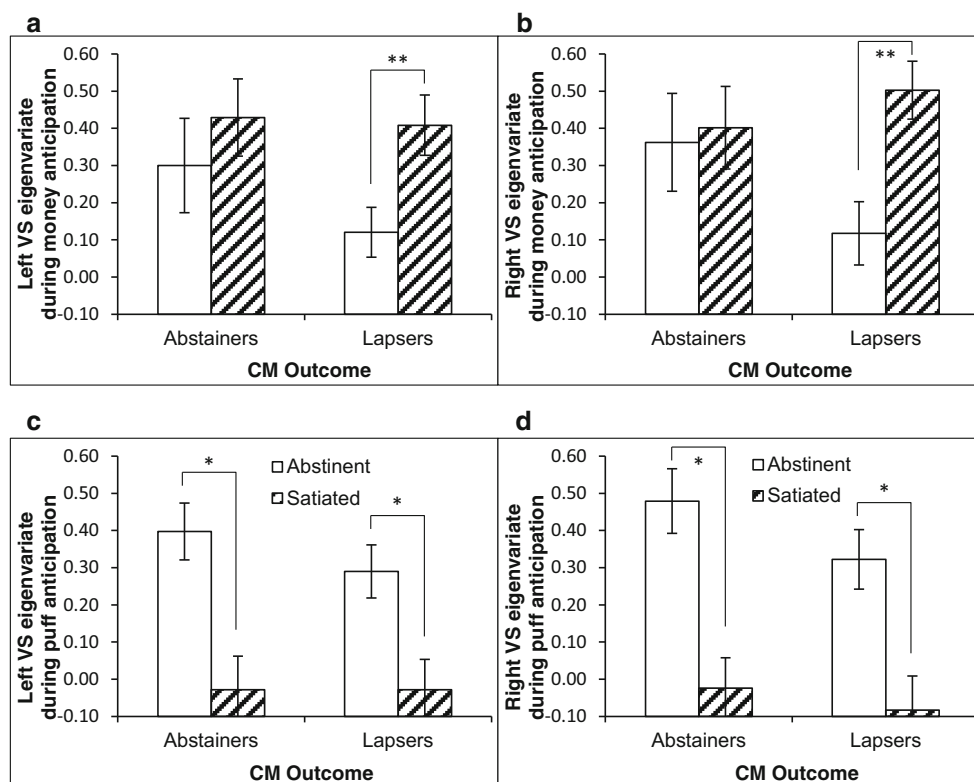 a
Left VS eigenvariate
during money anticipation
0.60
0.50
0.40
0.30
0.20
0.10
0.00
-0.10
**
Abstainers Lapsers
CM Outcome
b
Right VS eigenvariate
during money anticipation
0.60
0.50
0.40
0.30
0.20
0.10
0.00
-0.10
**
Abstainers Lapsers
CM Outcome
c
Left VS eigenvariate
during puff anticipation
0.60
0.50
0.40
0.30
0.20
0.10
0.00
-0.10
Abstinent
Satiated
*
*
Abstainers Lapsers
CM Outcome
d
Right VS eigenvariate
during puff anticipation
0.60
0.50
0.40
0.30
0.20
0.10
0.00
-0.10
Abstinent
Satiated
*
*
Abstainers Lapsers
CM Outcome